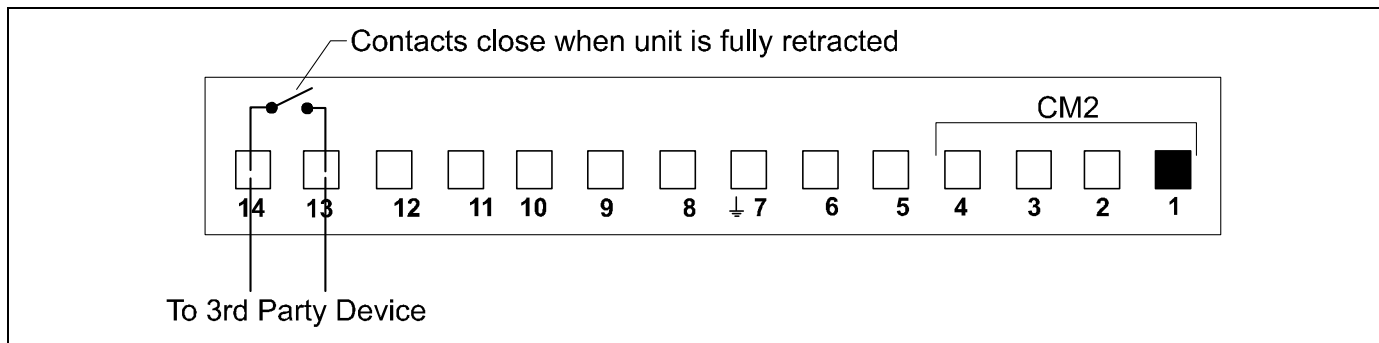 Contacts close when unit is fully retracted
CM2
14 13 12 11 10 9 8 ⏚ 7 6 5 4 3 2 1
To 3rd Party Device